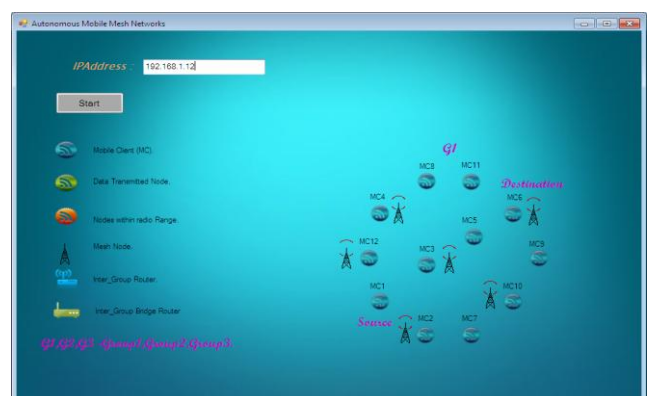 Autonomous Mobile Mesh Networks
IPAddress :
192.168.1.12
Start
Mobile Client (MC).
Data Transmitted Node.
Nodes within radio Range.
Mesh Node.
Inter_Group Router.
Inter_Group Bridge Router
G1,G2,G3 -Group1,Group2,Group3.
G1
MC8
MC11
Destination
MC4
MC6
MC5
MC12
MC3
MC9
MC1
MC10
Source
MC2
MC7